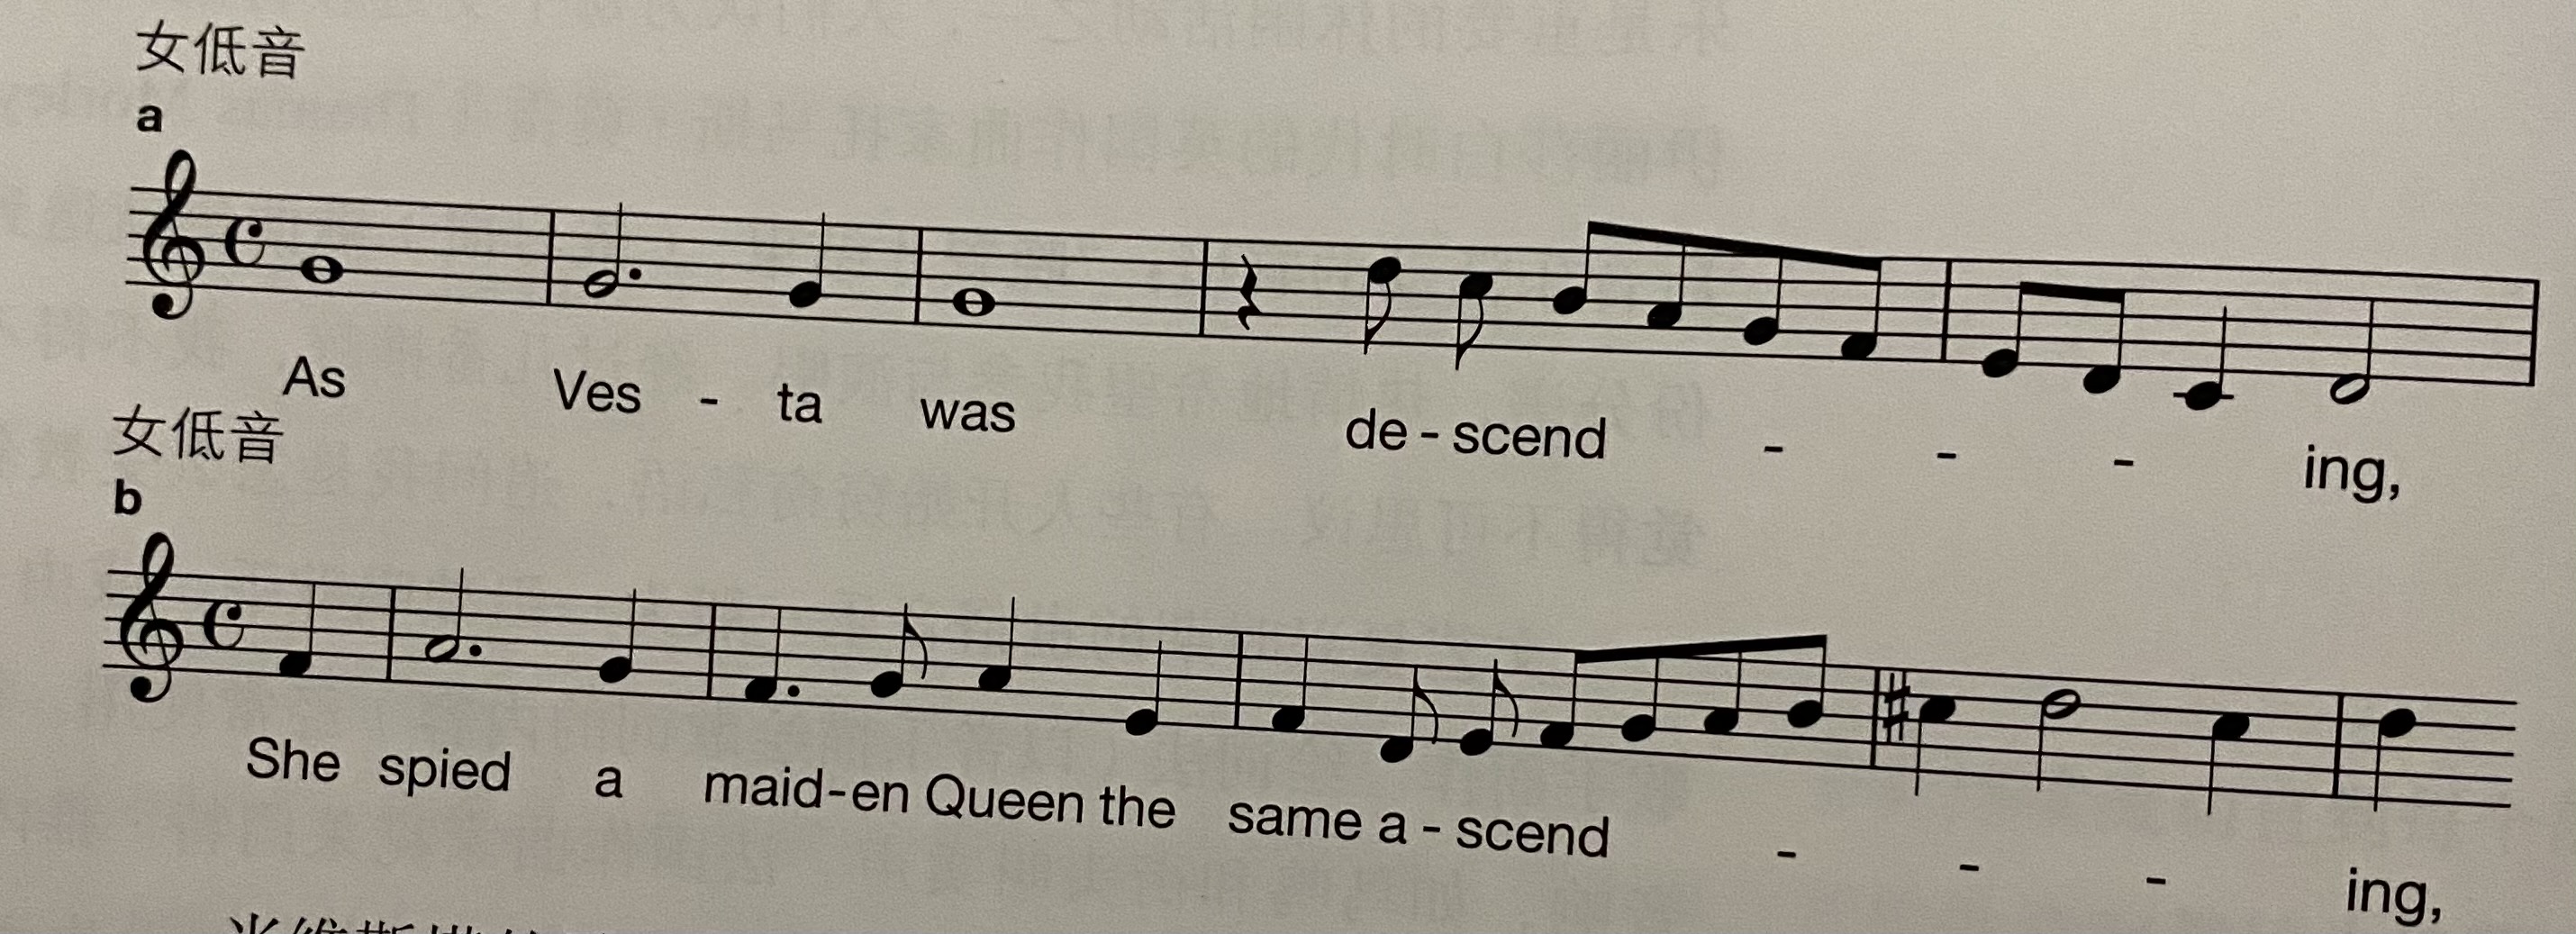 女低音
a
As Ves - ta was de - scend - - - ing,
女低音
b
She spied a maid-en Queen the same a - scend - - - ing,